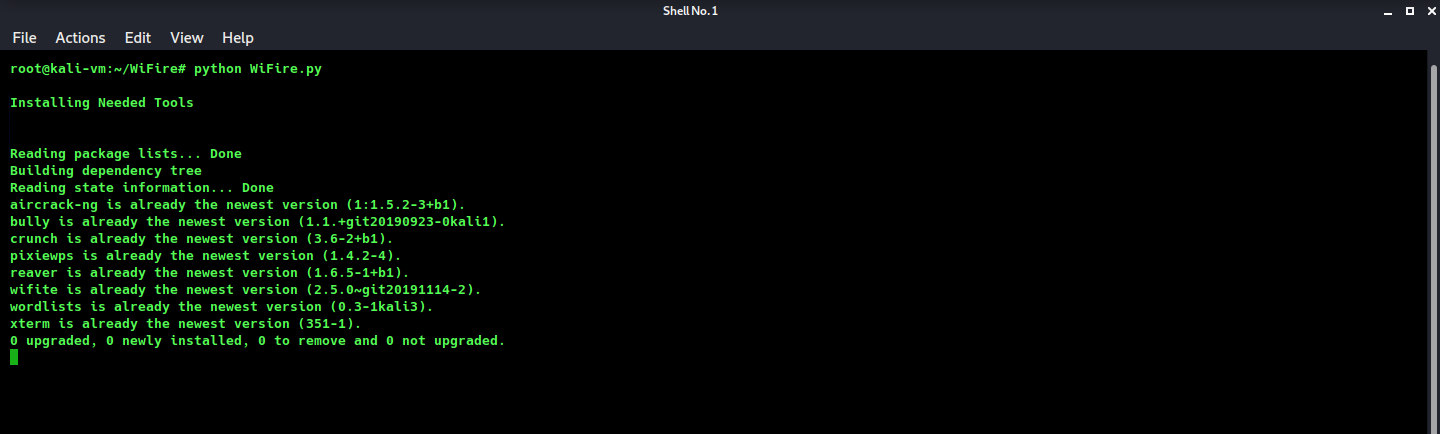 Shell No. 1
File Actions Edit View Help
root@kali-vm:~/WiFire# python WiFire.py
Installing Needed Tools
Reading package lists... Done
Building dependency tree
Reading state information... Done
aircrack-ng is already the newest version (1:1.5.2-3+b1).
bully is already the newest version (1.1.+git20190923-0kali1).
crunch is already the newest version (3.6-2+b1).
pixiewps is already the newest version (1.4.2-4).
reaver is already the newest version (1.6.5-1+b1).
wifite is already the newest version (2.5.0~git20191114-2).
wordlists is already the newest version (0.3-1kali3).
xterm is already the newest version (351-1).
0 upgraded, 0 newly installed, 0 to remove and 0 not upgraded.